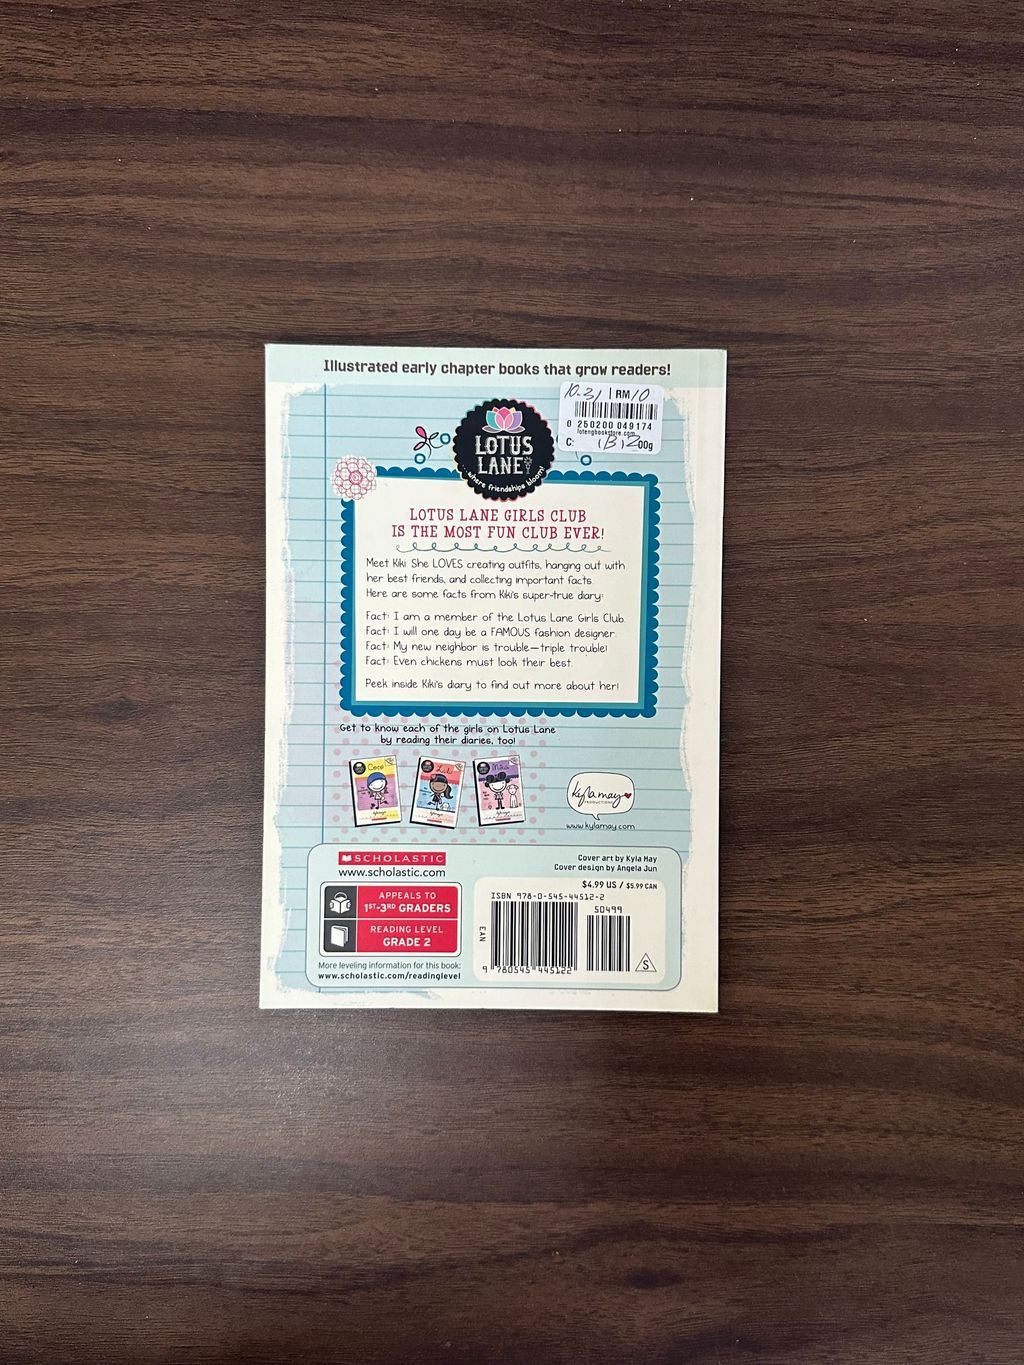 Illustrated early chapter books that grow readers!
10-31 RM10
0 250200 049174
lotengbookstore.com
C: (B) 200g
LOTUS
LANE
...where friendships bloom!
LOTUS LANE GIRLS CLUB
IS THE MOST FUN CLUB EVER!
Meet Kiki. She LOVES creating outfits, hanging out with
her best friends, and collecting important facts.
Here are some facts from Kiki's super-true diary:
Fact: I am a member of the Lotus Lane Girls Club.
Fact: I will one day be a FAMOUS fashion designer.
Fact: My new neighbor is trouble—triple trouble!
Fact: Even chickens must look their best.
Peek inside Kiki's diary to find out more about her!
Get to know each of the girls on Lotus Lane
by reading their diaries, too!
Coco Lulu Mika
kyla may
PRODUCTIONS
www.kylamay.com
SCHOLASTIC
www.scholastic.com
Cover art by Kyla May
Cover design by Angela Jun
$4.99 US / $5.99 CAN
APPEALS TO
1ST–3RD GRADERS
READING LEVEL
GRADE 2
More leveling information for this book:
www.scholastic.com/readinglevel
ISBN 978-0-545-44512-2
50499
EAN
9 780545 445122
S